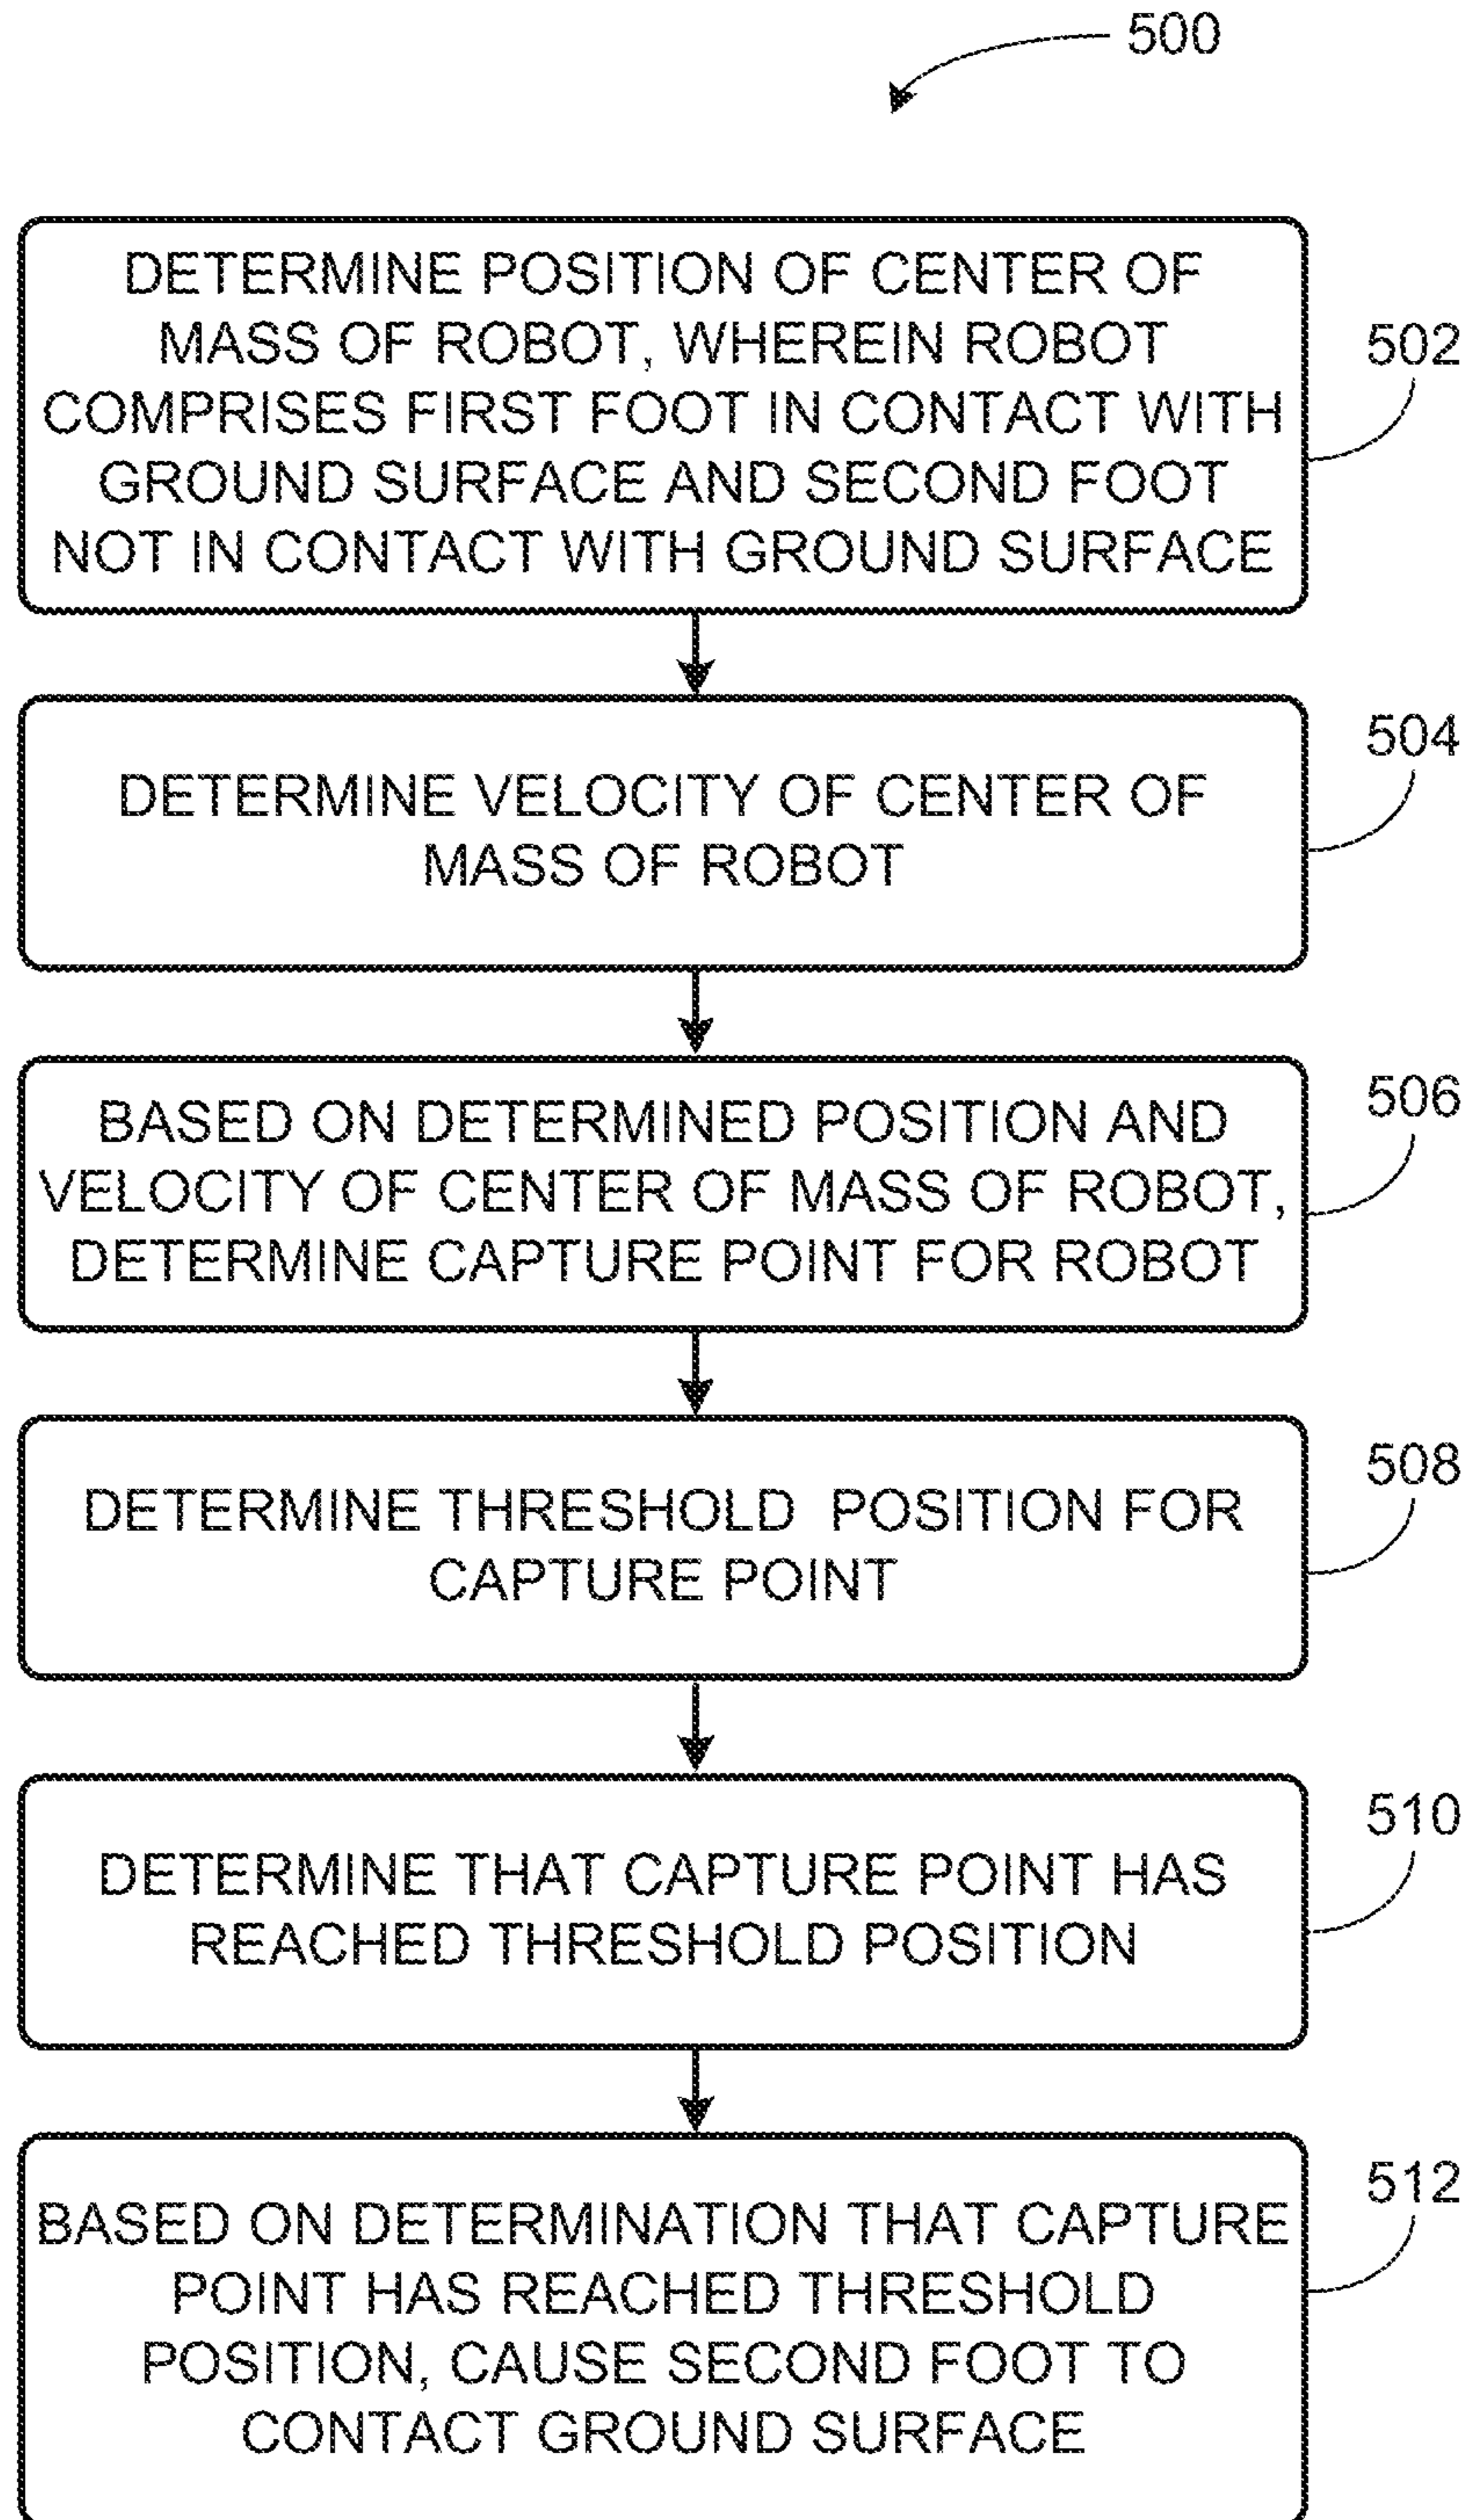 500
DETERMINE POSITION OF CENTER OF
MASS OF ROBOT, WHEREIN ROBOT
COMPRISES FIRST FOOT IN CONTACT WITH
GROUND SURFACE AND SECOND FOOT
NOT IN CONTACT WITH GROUND SURFACE
502
DETERMINE VELOCITY OF CENTER OF
MASS OF ROBOT
504
BASED ON DETERMINED POSITION AND
VELOCITY OF CENTER OF MASS OF ROBOT,
DETERMINE CAPTURE POINT FOR ROBOT
506
DETERMINE THRESHOLD POSITION FOR
CAPTURE POINT
508
DETERMINE THAT CAPTURE POINT HAS
REACHED THRESHOLD POSITION
510
BASED ON DETERMINATION THAT CAPTURE
POINT HAS REACHED THRESHOLD
POSITION, CAUSE SECOND FOOT TO
CONTACT GROUND SURFACE
512